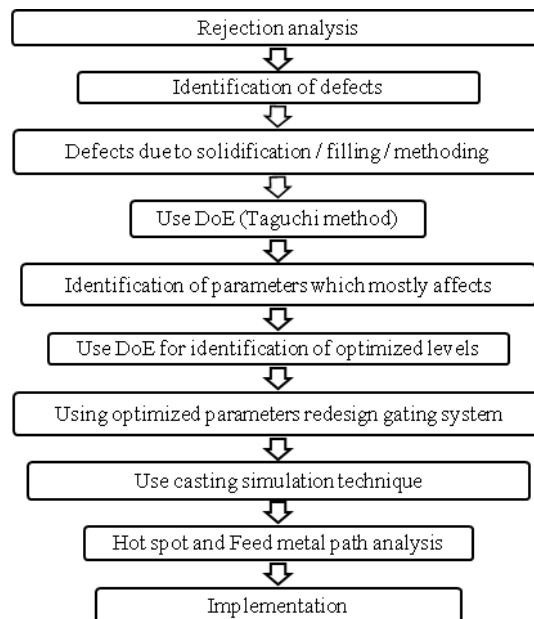 Rejection analysis
Identification of defects
Defects due to solidification / filling / methoding
Use DoE (Taguchi method)
Identification of parameters which mostly affects
Use DoE for identification of optimized levels
Using optimized parameters redesign gating system
Use casting simulation technique
Hot spot and Feed metal path analysis
Implementation